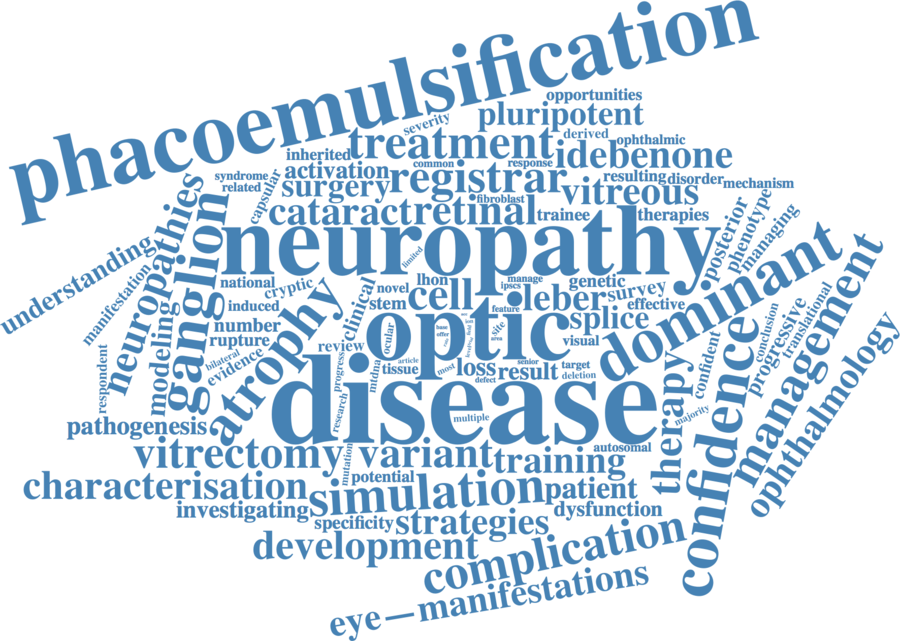 phacoemulsification
opportunities
pluripotent
severity
treatment
derived
ophthalmic
inherited
common
idebenone
activation
response
syndrome
related
surgery
registrar
resulting
disorder
mechanism
capsular
fibroblast
vitreous
cataract
retinal
trainee
therapies
neuropathies
ganglion
neuropathy
limited
posterior
phenotype
managing
understanding
manifestation
national
cryptic
lhon
manage
ipscs
genetic
induced
clinical
novel
stem
cell
feature
leber
survey
effective
dominant
modeling
number
rupture
atrophy
optic
splice
bilateral
evidence
review
ocular
base
offer
site
area
visual
respondent
progress
mtdna
tissue
article
most
loss
defect
result
senior
target
deletion
confident
conclusion
progressive
translational
management
disease
research
multiple
therapy
majority
confidence
ophthalmology
pathogenesis
vitrectomy
mutation
variant
training
autosomal
characterisation
potential
simulation
patient
investigating
specificity
strategies
dysfunction
development
complication
eye—manifestations